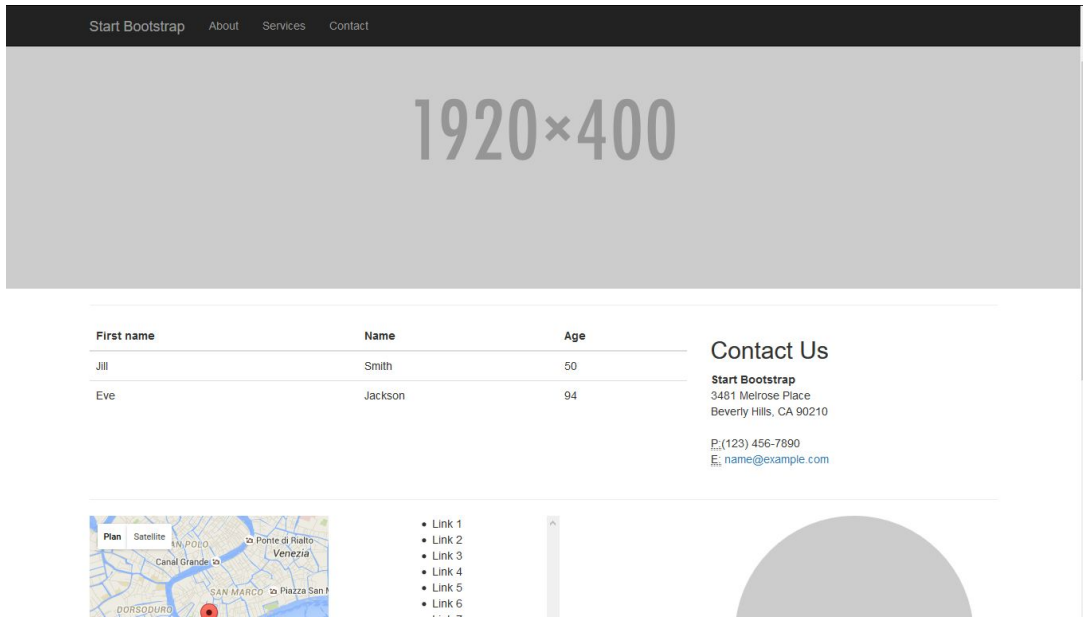 Start Bootstrap About Services Contact
1920×400
First name Name Age
Jill Smith 50
Eve Jackson 94
Contact Us
Start Bootstrap
3481 Melrose Place
Beverly Hills, CA 90210
P:(123) 456-7890
E: name@example.com
Plan Satellite
AN POLO
Ponte di Rialto
Venezia
Canal Grande
SAN MARCO
Piazza San
DORSODURO
• Link 1
• Link 2
• Link 3
• Link 4
• Link 5
• Link 6